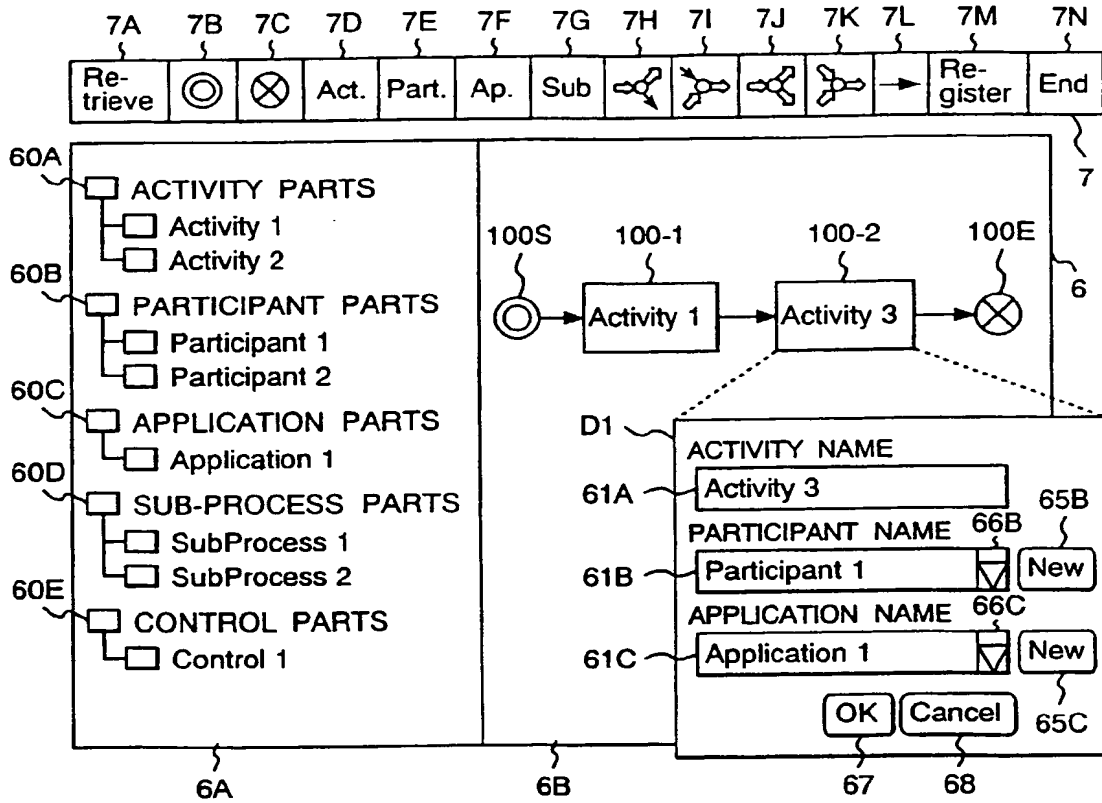 7A 7B 7C 7D 7E 7F 7G 7H 7I 7J 7K 7L 7M 7N
Re-
trieve
Act. Part. Ap. Sub
Re-
gister
End
7
60A
ACTIVITY PARTS
Activity 1
Activity 2
60B
PARTICIPANT PARTS
Participant 1
Participant 2
60C
APPLICATION PARTS
Application 1
60D
SUB-PROCESS PARTS
SubProcess 1
SubProcess 2
60E
CONTROL PARTS
Control 1
6A
100S 100-1 100-2 100E
6
Activity 1 Activity 3
D1
ACTIVITY NAME
61A Activity 3
65B
PARTICIPANT NAME 66B
61B Participant 1 New
APPLICATION NAME 66C
61C Application 1 New
OK Cancel 65C
6B 67 68